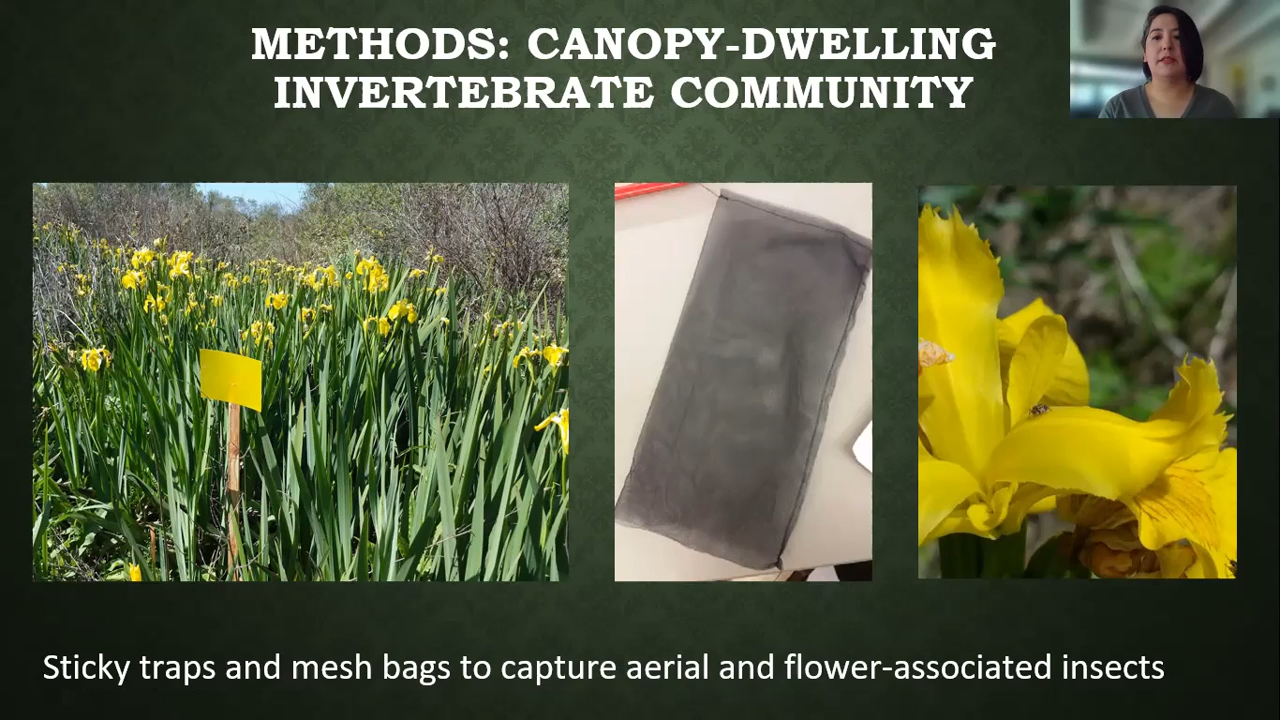 METHODS: CANOPY-DWELLING
INVERTEBRATE COMMUNITY
Sticky traps and mesh bags to capture aerial and flower-associated insects